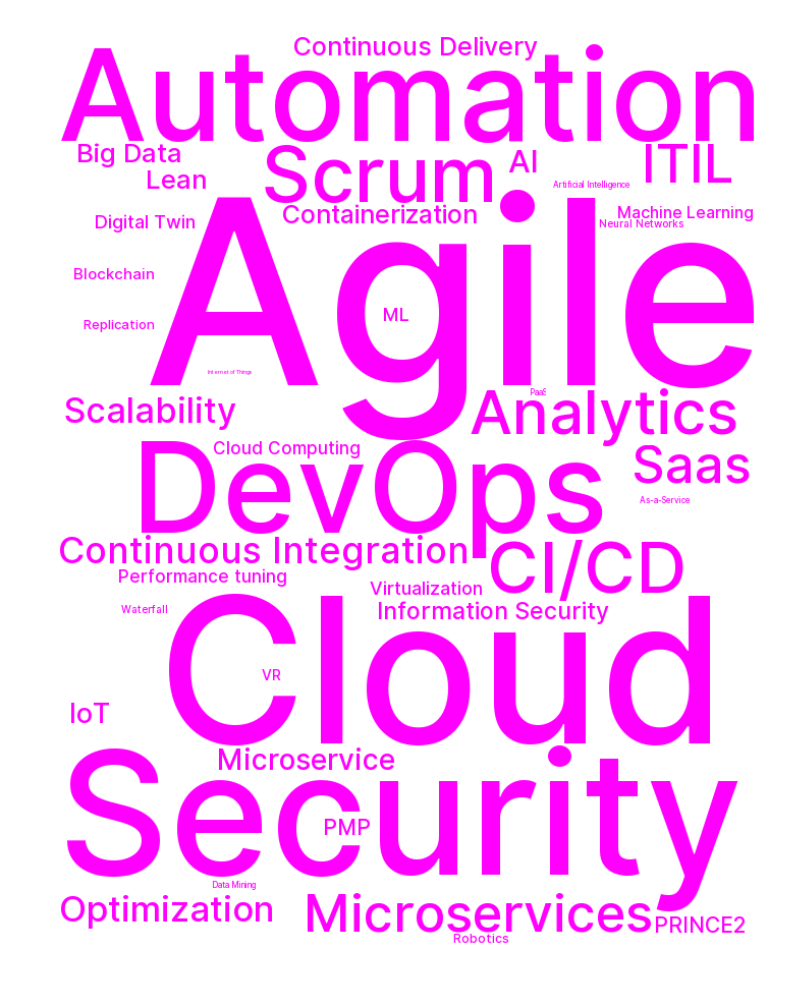 Continuous Delivery
Automation
Big Data
Scrum
AI
ITIL
Lean
Artificial Intelligence
Containerization
Machine Learning
Digital Twin
Neural Networks
Agile
Blockchain
ML
Replication
Internet of Things
PaaS
Scalability
Analytics
Cloud Computing
DevOps
Saas
As-a-Service
Continuous Integration
CI/CD
Performance tuning
Virtualization
Waterfall
Information Security
Cloud
VR
IoT
Microservice
Security
PMP
Data Mining
Optimization
Microservices
PRINCE2
Robotics